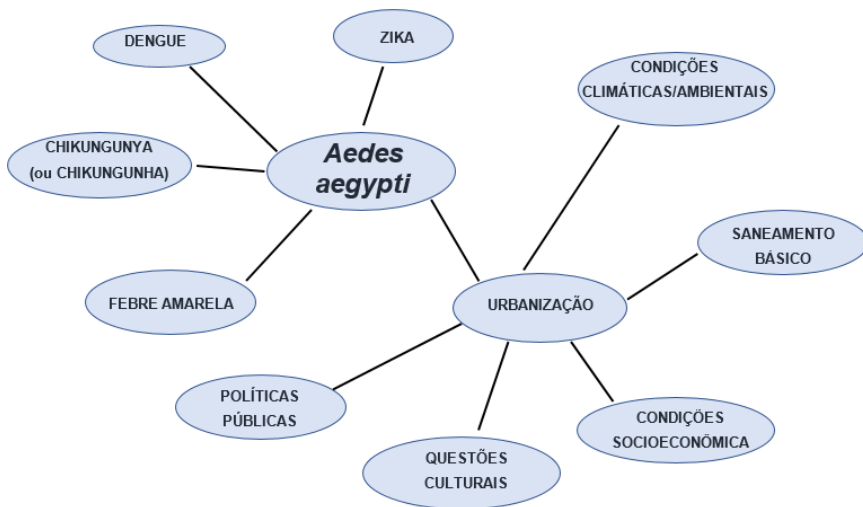 DENGUE
ZIKA
CONDIÇÕES
CLIMÁTICAS/AMBIENTAIS
CHIKUNGUNYA
(ou CHIKUNGUNHA)
Aedes
aegypti
SANEAMENTO
BÁSICO
FEBRE AMARELA
URBANIZAÇÃO
POLÍTICAS
PÚBLICAS
CONDIÇÕES
SOCIOECONÔMICA
QUESTÕES
CULTURAIS